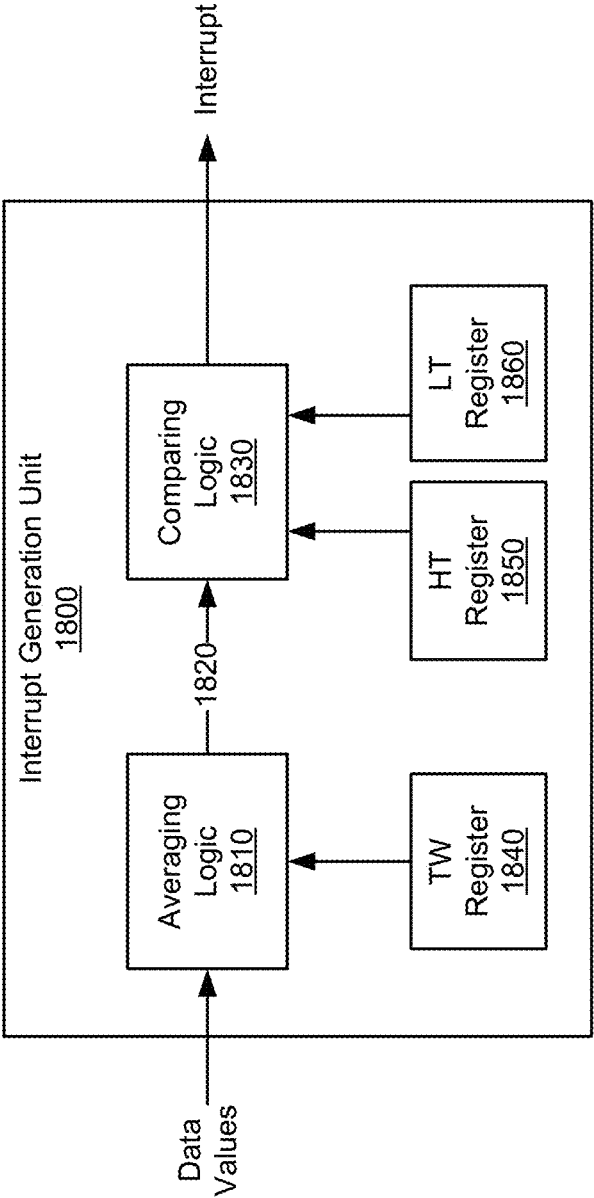 Interrupt Generation Unit
1800
Data
Values
Averaging
Logic
1810
1820
Comparing
Logic
1830
Interrupt
TW
Register
1840
HT
Register
1850
LT
Register
1860